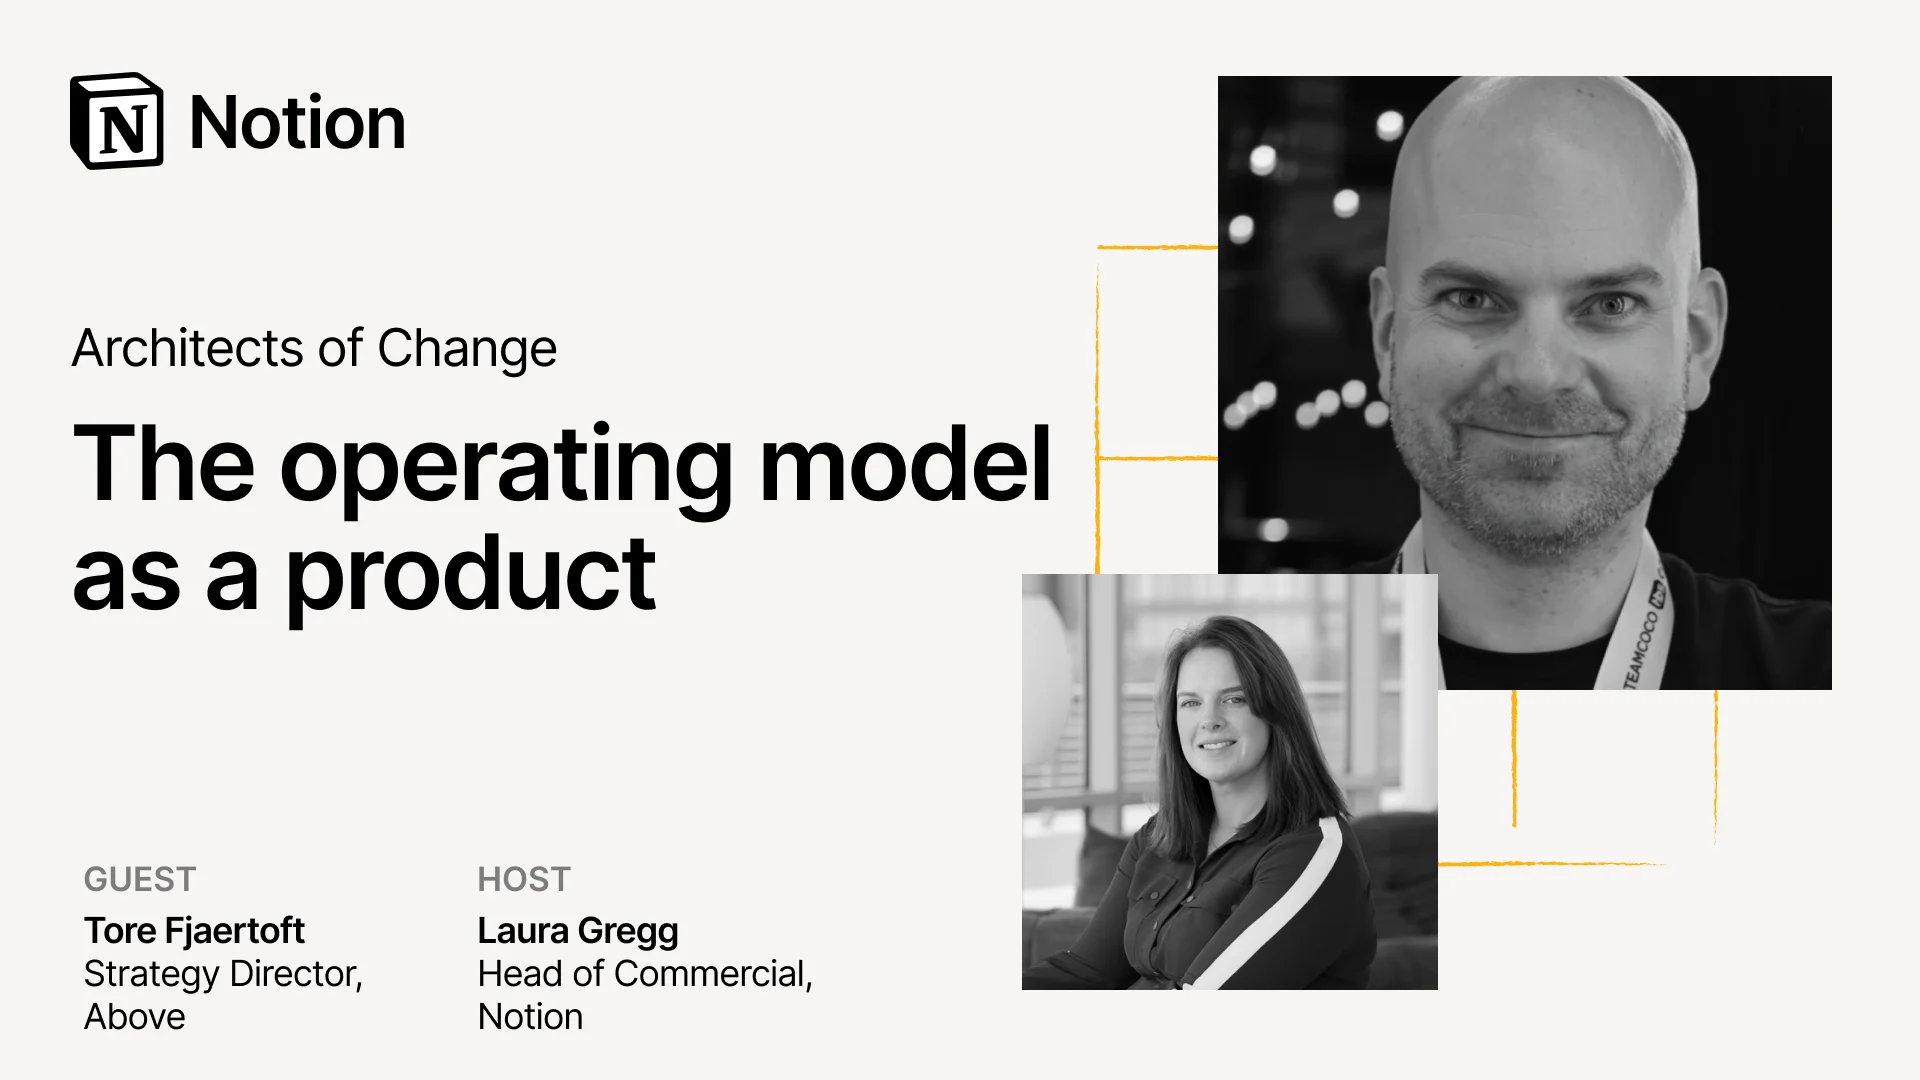 N Notion
Architects of Change
The operating model
as a product
GUEST
Tore Fjaertoft
Strategy Director,
Above
HOST
Laura Gregg
Head of Commercial,
Notion
TEAMCOCO